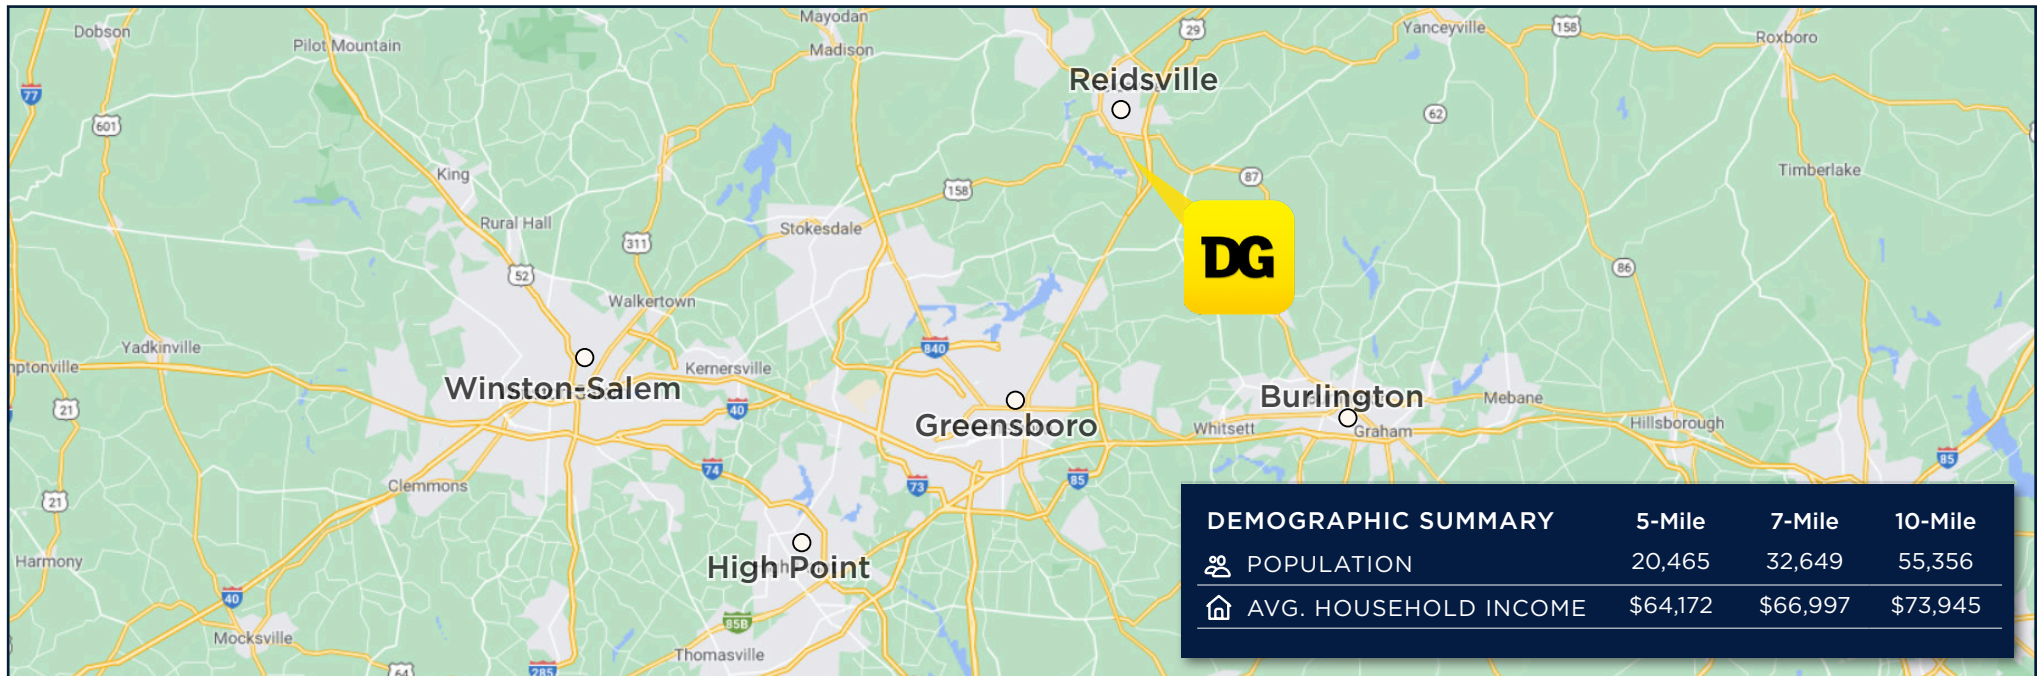 Dobson
Pilot Mountain
Mayodan
Madison
29
Yanceyville
158
Roxboro
Reidsville
77
601
62
King
158
87
Timberlake
Rural Hall
Stokesdale
311
DG
52
86
Walkertown
Yadkinville
840
nptonville
Kernersville
Winston-Salem
Burlington
Mebane
21
40
Greensboro
Whitsett
Graham
Hillsborough
74
73
85
85
Clemmons
21
High Point
Harmony
40
Mocksville
85B
Thomasville
64
285
DEMOGRAPHIC SUMMARY 5-Mile 7-Mile 10-Mile
POPULATION 20,465 32,649 55,356
AVG. HOUSEHOLD INCOME $64,172 $66,997 $73,945